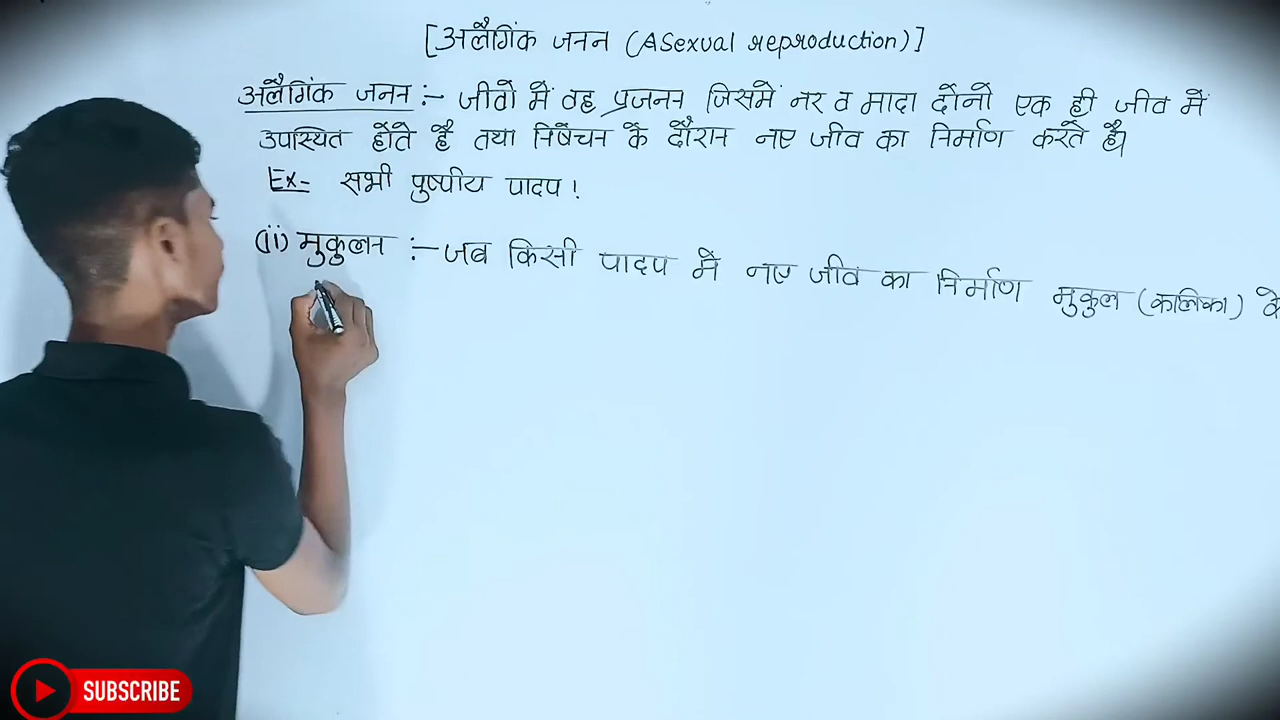 [अलैगिंक जनन (Asexual reproduction)]
अलैगिंक जनन :- जीवों में वह प्रजनन जिसमें नर व मादा दोनों एक ही जीव में
उपस्थित होते है तथा निषेचन के दौरान नए जीव का निर्माण करते है।
Ex- सभी पुष्पीय पादप !
(ii) मुकुलन :- जब किसी पादप में नए जीव का निर्माण मुकुल (कलिका) के
SUBSCRIBE